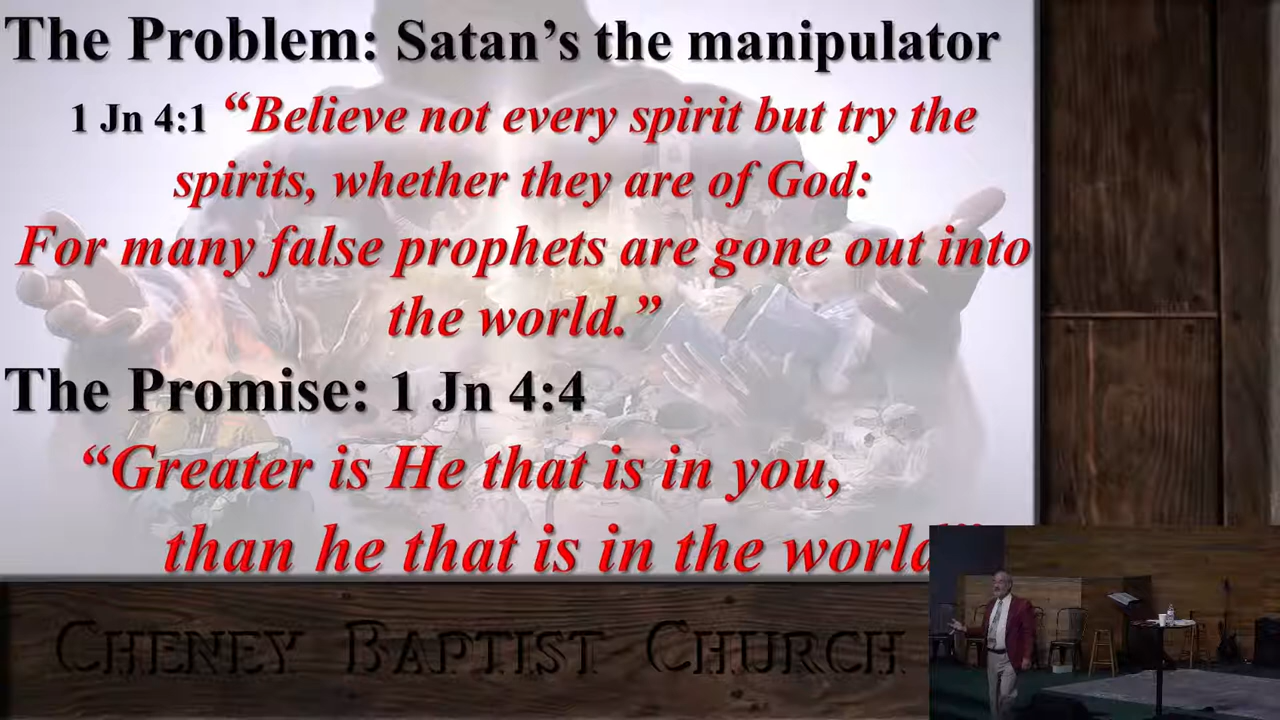 The Problem: Satan’s the manipulator
1 Jn 4:1 “Believe not every spirit but try the
spirits, whether they are of God:
For many false prophets are gone out into
the world.”
The Promise: 1 Jn 4:4
“Greater is He that is in you,
than he that is in the world”
CHENEY BAPTIST CHURCH